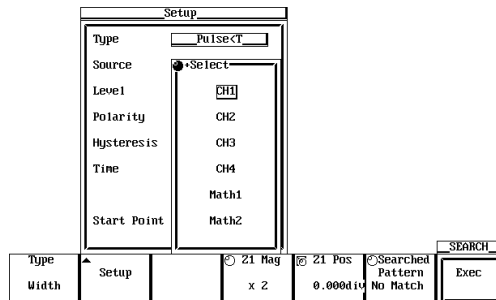 Setup
Type Pulse<T
Source +Select
Level CH1
Polarity CH2
Hysteresis CH3
Time CH4
Math1
Start Point Math2
SEARCH
Type Setup Z1 Mag Z1 Pos Searched Exec
Pattern
Width x 2 0.000div No Match